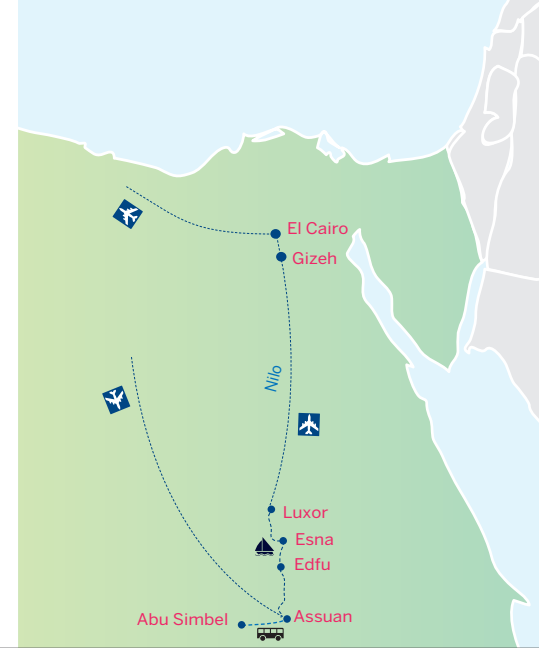 El Cairo
Gizeh
Nilo
Luxor
Esna
Edfu
Assuan
Abu Simbel